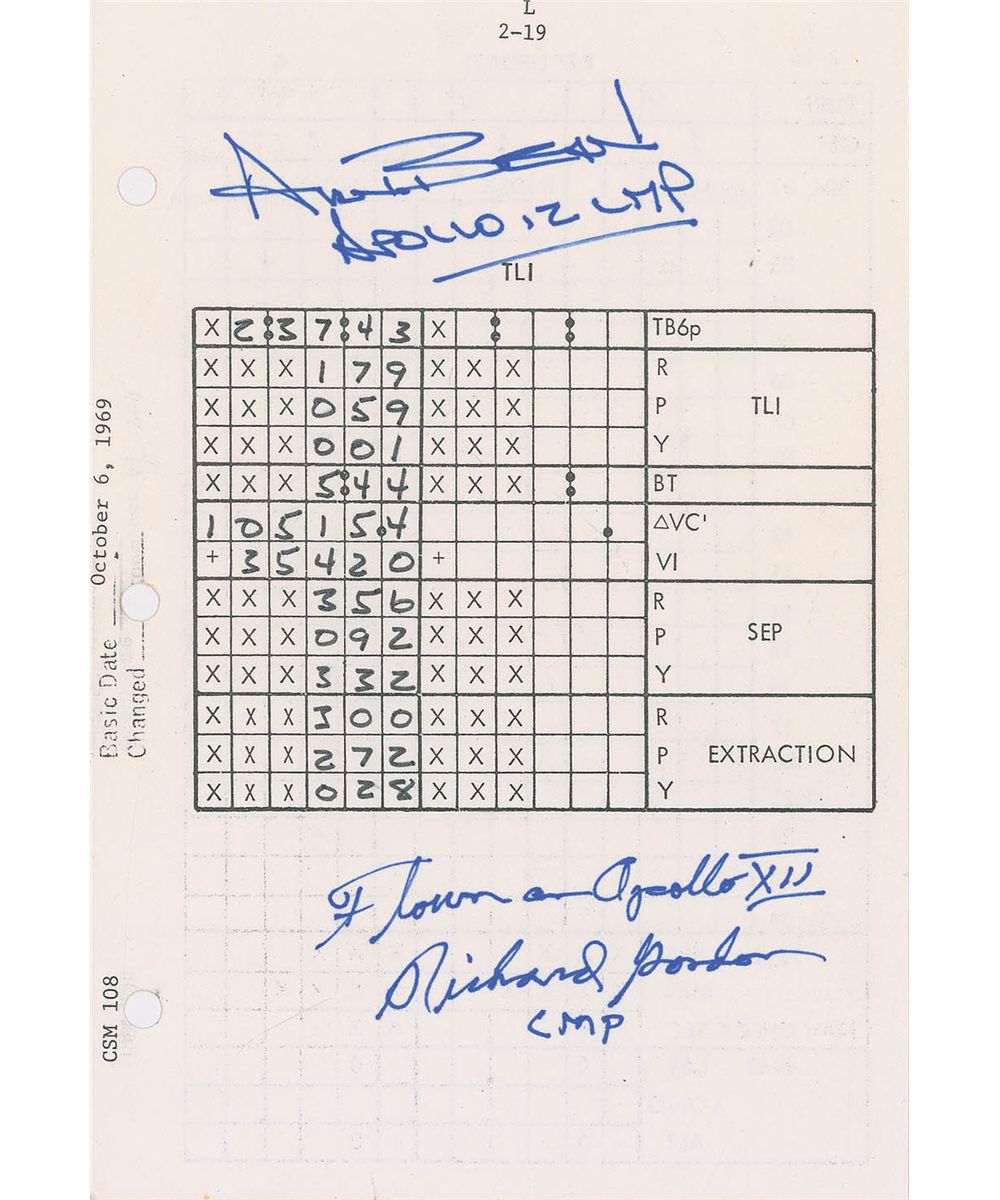 L
2-19
Alan Bean
APOLLO 12 LMP
TLI
X 2:3 7:4 3 X : : TB6p
X X X 1 7 9 X X X R
X X X 0 5 9 X X X P TLI
X X X 0 0 1 X X X Y
X X X 5:4 4 X X X : BT
1 0 5 1 5.4 . ΔVC'
+ 3 5 4 2 0 + VI
X X X 3 5 6 X X X R
X X X 0 9 2 X X X P SEP
X X X 3 3 2 X X X Y
X X X 3 0 0 X X X R
X X X 2 7 2 X X X P EXTRACTION
X X X 0 2 8 X X X Y
Flown on Apollo XII
Richard Gordon
CMP
Basic Date October 6, 1969
Changed
CSM 108